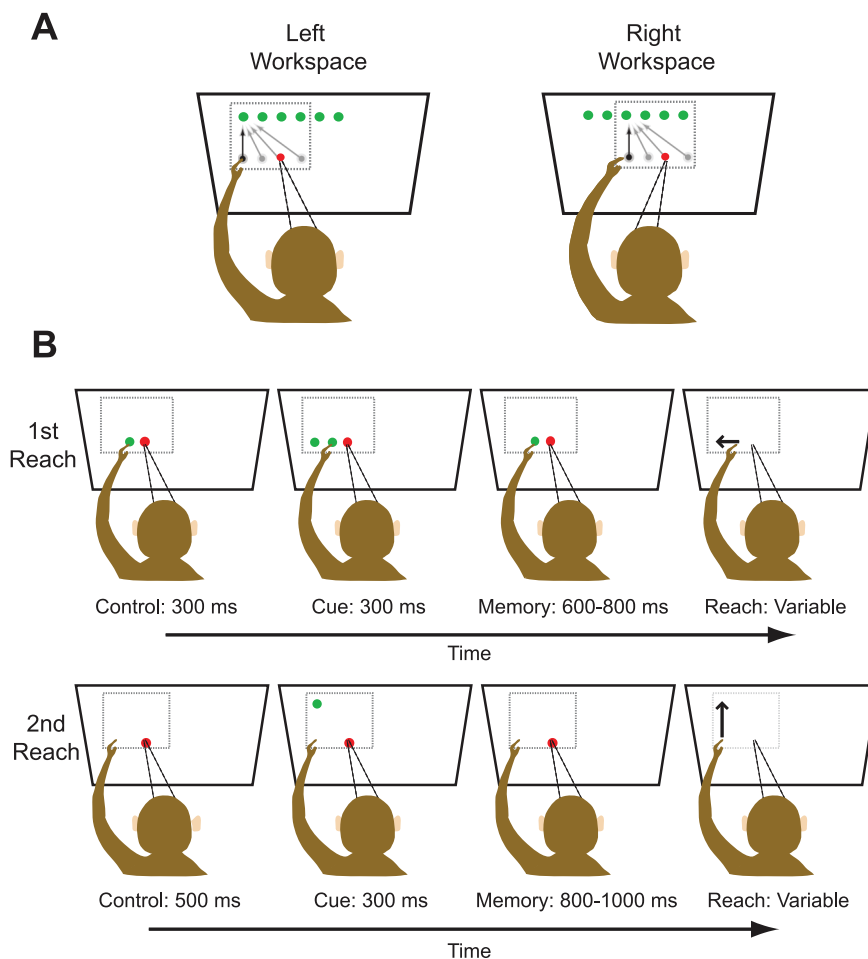 A
Left
Workspace
Right
Workspace
B
1st
Reach
Control: 300 ms
Cue: 300 ms
Memory: 600-800 ms
Reach: Variable
Time
2nd
Reach
Control: 500 ms
Cue: 300 ms
Memory: 800-1000 ms
Reach: Variable
Time